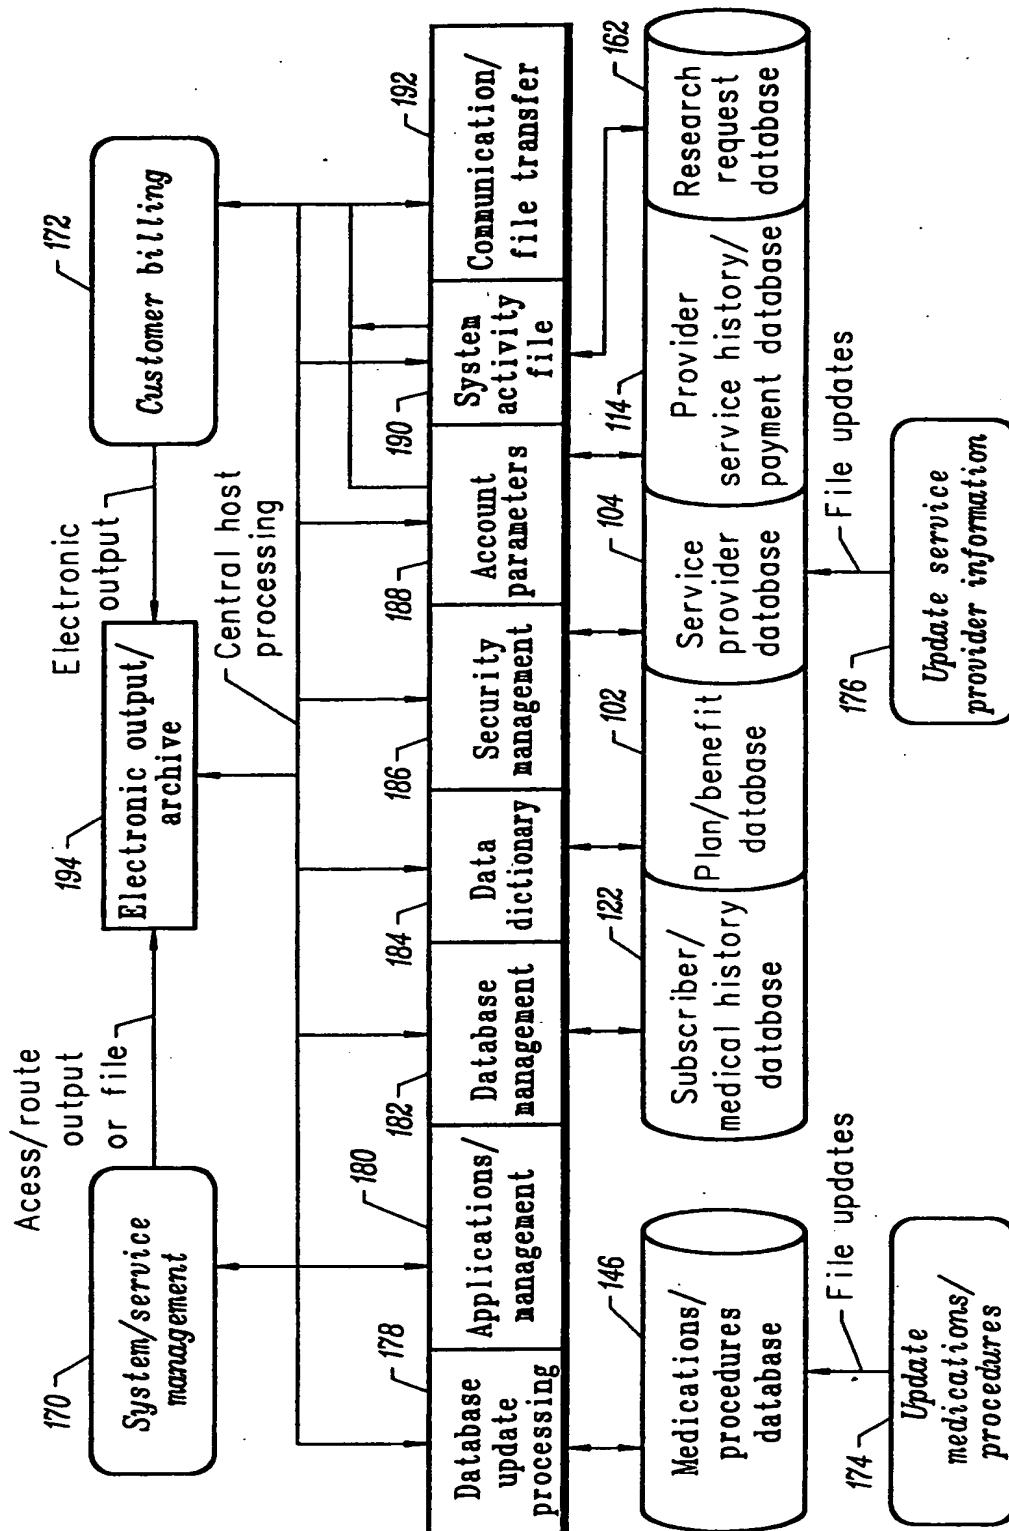 170
System/service
management
Acess/route
output
or file
194
Electronic output/
archive
Electronic
output
172
Customer billing
Central host
processing
178
Database
update
processing
180
Applications/
management
182
Database
management
184
Data
dictionary
186
Security
management
188
Account
parameters
190
System
activity
file
192
Communication/
file transfer
146
Medications/
procedures
database
122
Subscriber/
medical history
database
102
Plan/benefit
database
104
Service
provider
database
114
Provider
service history/
payment database
162
Research
request
database
File updates
174
Update
medications/
procedures
File updates
176
Update service
provider information